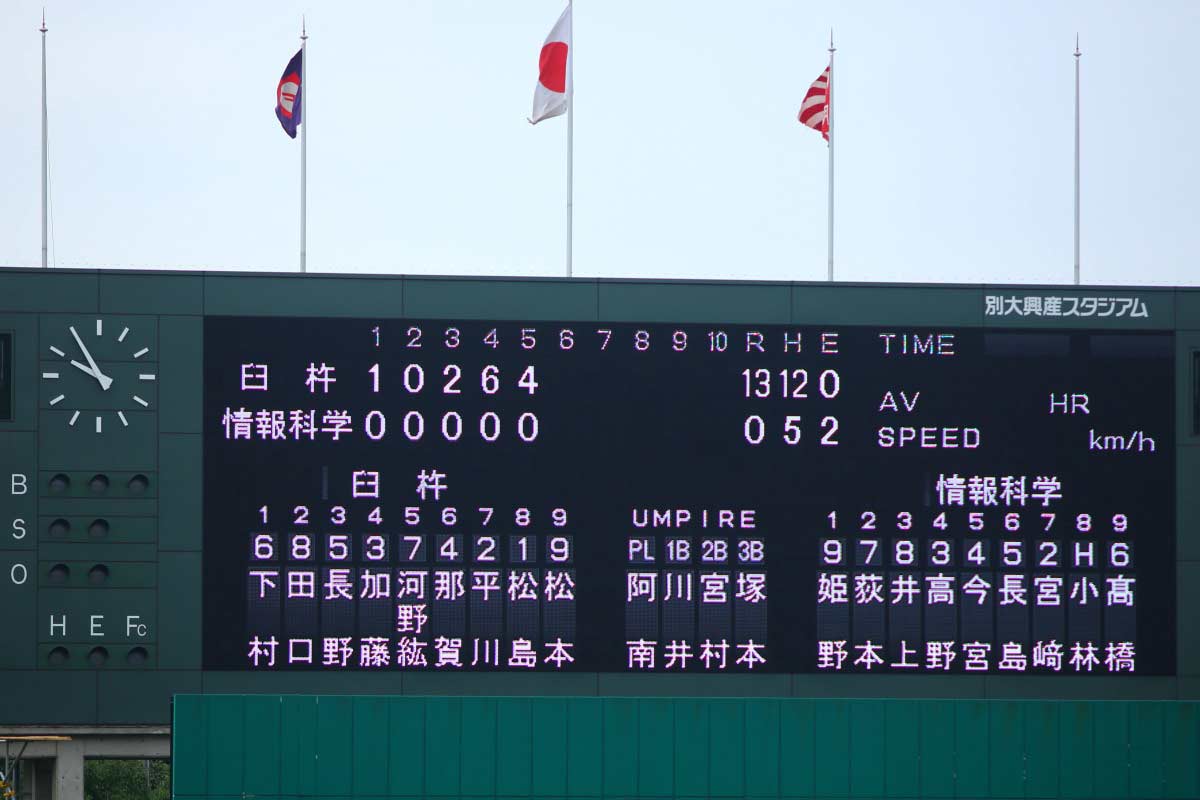 別大興産スタジアム
1 2 3 4 5 6 7 8 9 10 R H E TIME
臼 杵 1 0 2 6 4 13 12 0
AV HR
情報科学 0 0 0 0 0 0 5 2 SPEED km/h
臼 杵 情報科学
B
S
O
H E Fc
1 2 3 4 5 6 7 8 9 UMPIRE 1 2 3 4 5 6 7 8 9
6 8 5 3 7 4 2 1 9 PL 1B 2B 3B 9 7 8 3 4 5 2 H 6
下村 田口 長野 加藤 河野紘 那賀 平川 松島 松本 阿南 川井 宮村 塚本 姫野 荻本 井上 高野 今宮 長島 宮﨑 小林 髙橋